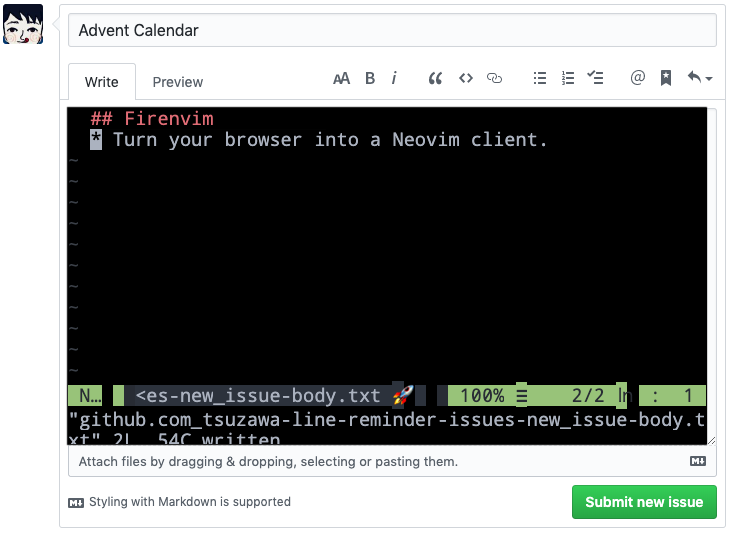 Advent Calendar
Write Preview AA B i @
## Firenvim
* Turn your browser into a Neovim client.
~
~
~
~
~
~
~
~
~
~
~
N… <es-new_issue-body.txt 🚀 100% ☰ 2/2 ln : 1
"github.com_tsuzawa-line-reminder-issues-new_issue-body.t
xt" 2L, 54C written
Attach files by dragging & dropping, selecting or pasting them.
Styling with Markdown is supported
Submit new issue